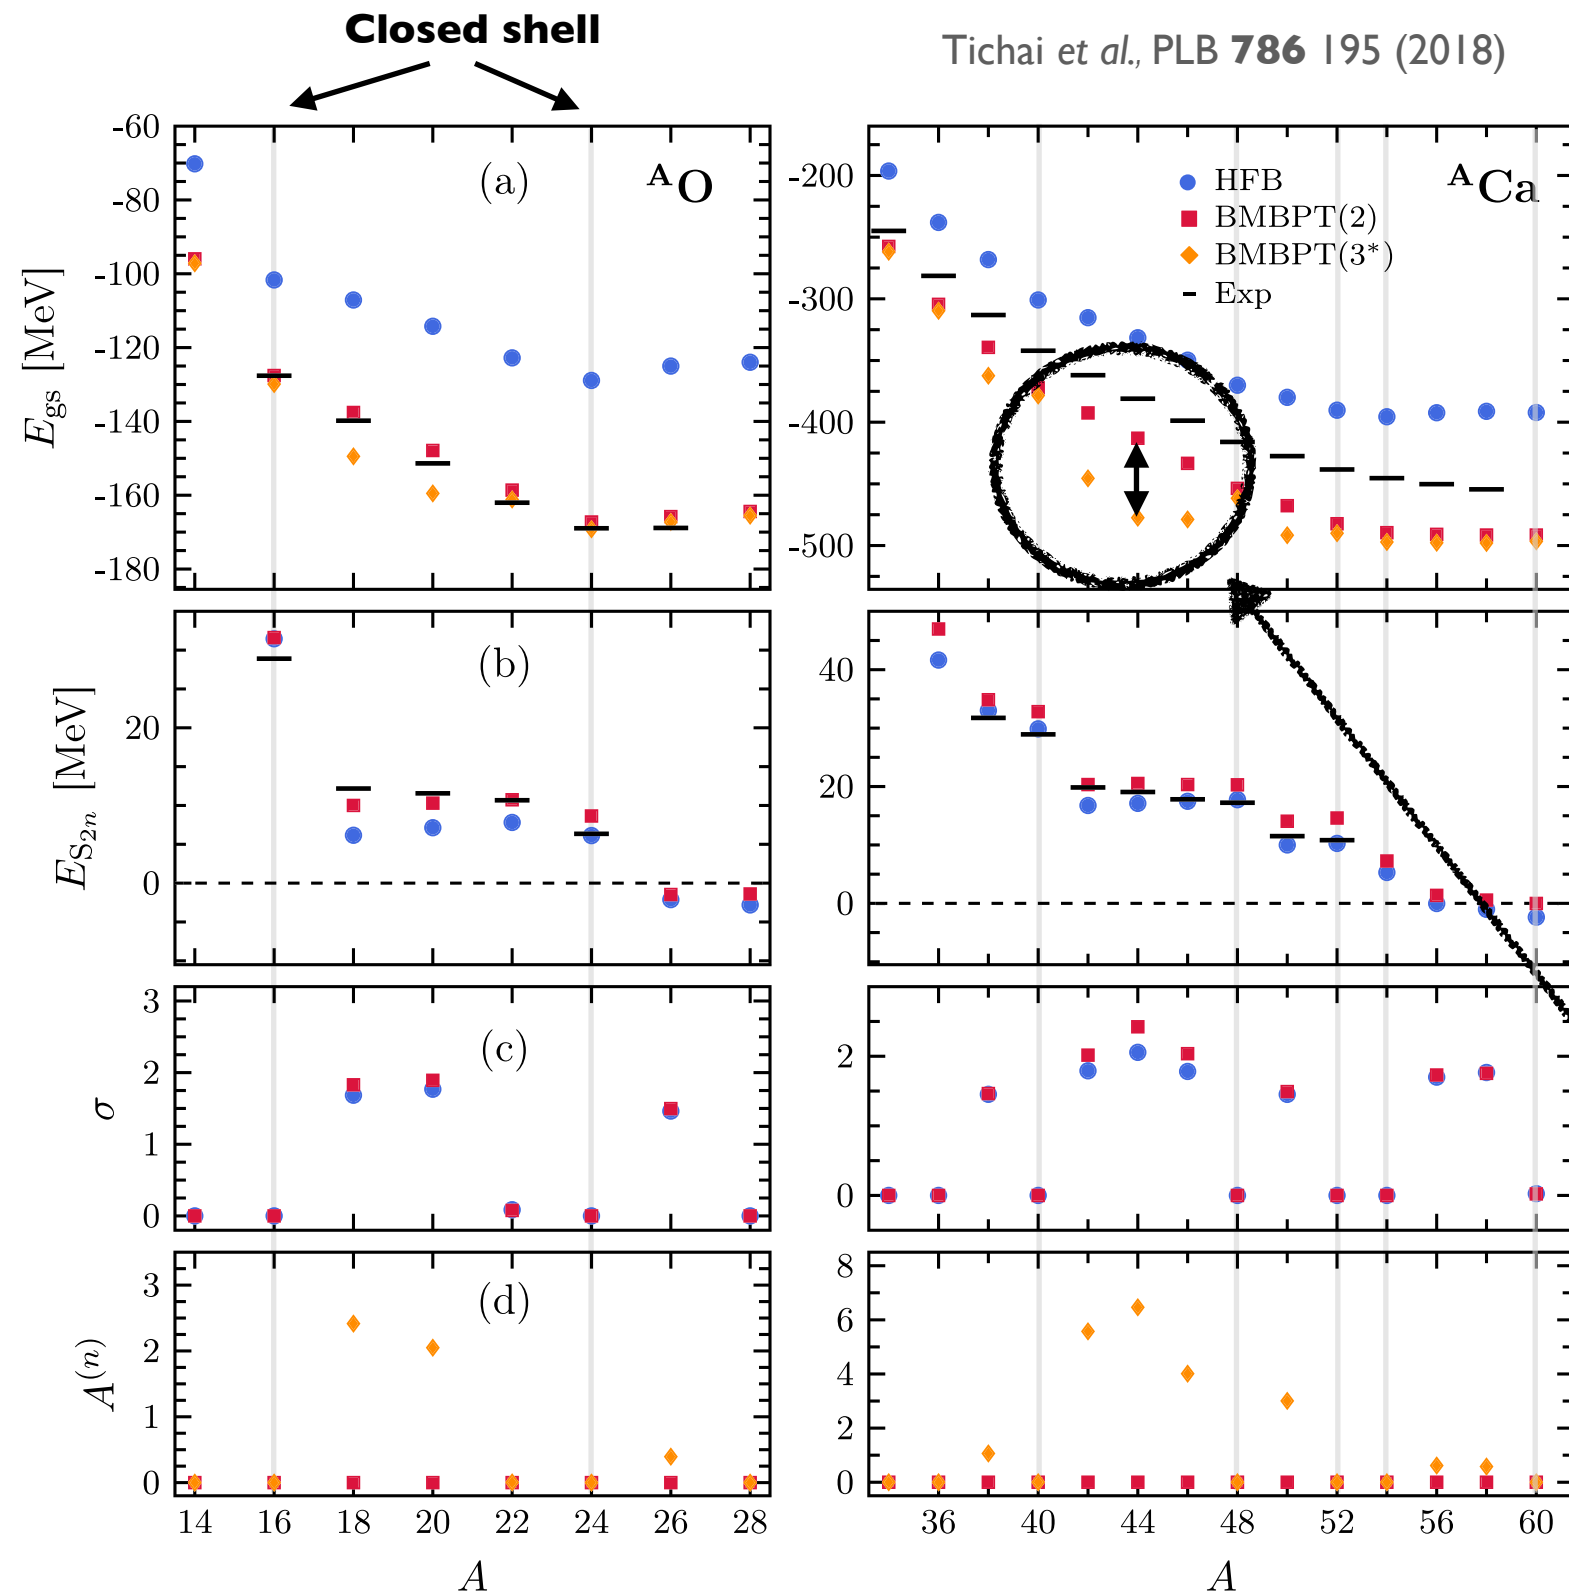 Closed shell
Tichai et al., PLB 786 195 (2018)
-60
-80
-100
-120
-140
-160
-180
E_gs [MeV]
(a)
^A O
-200
-300
-400
-500
HFB
BMBPT(2)
BMBPT(3*)
Exp
^A Ca
20
0
E_S2n [MeV]
(b)
40
20
0
3
2
1
0
σ
(c)
2
0
3
2
1
0
A^(n)
(d)
8
6
4
2
0
14 16 18 20 22 24 26 28
36 40 44 48 52 56 60
A
A